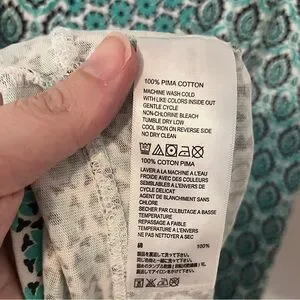 100% PIMA COTTON
MACHINE WASH COLD
WITH LIKE COLORS INSIDE OUT
GENTLE CYCLE
NON-CHLORINE BLEACH
TUMBLE DRY LOW
COOL IRON ON REVERSE SIDE
NO DRY CLEAN
100% COTON PIMA
LAVER A LA MACHINE A L'EAU
FROIDE AVEC DES COULEURS
SEMBLABLES A L'ENVERS
CYCLE DELICAT
AGENT DE BLANCHIMENT
SANS CHLORE
SECHER PAR CULBUTAGE A BASSE
TEMPERATURE
REPASSAGE A L'ENVERS A BASSE
TEMPERATURE
NE PAS NETTOYER A SEC
綿 100%